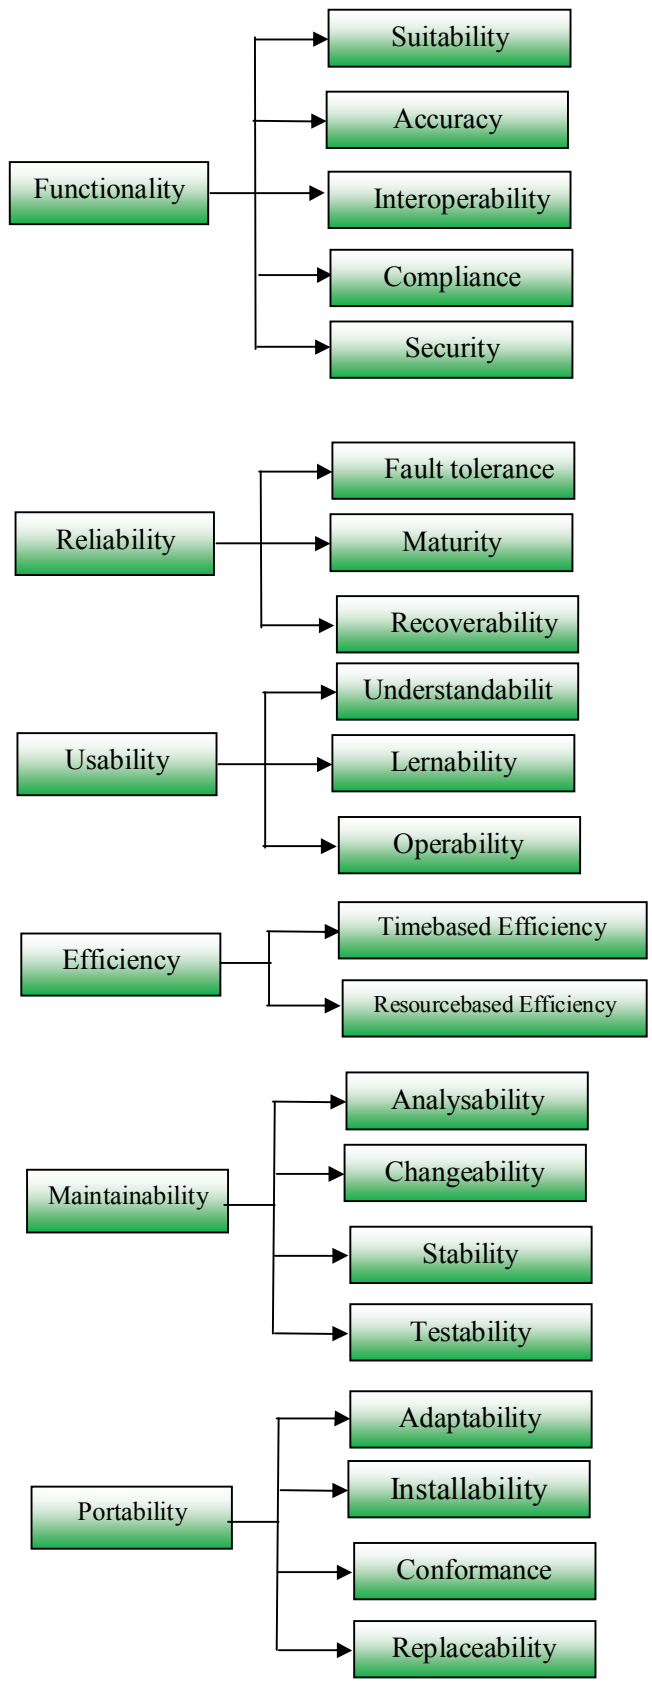 Suitability
Accuracy
Functionality
Interoperability
Compliance
Security
Fault tolerance
Reliability
Maturity
Recoverability
Understandabilit
Usability
Lernability
Operability
Timebased Efficiency
Efficiency
Resourcebased Efficiency
Analysability
Changeability
Maintainability
Stability
Testability
Adaptability
Installability
Portability
Conformance
Replaceability